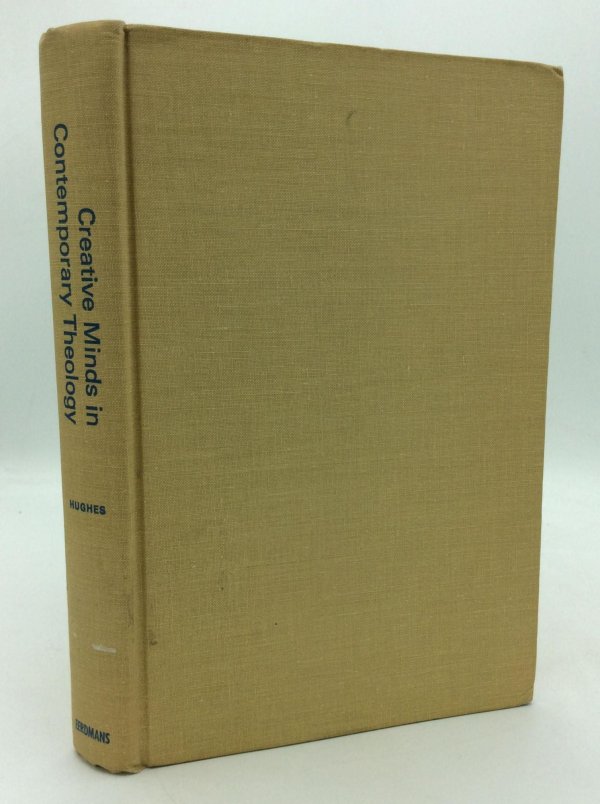 Creative Minds in
Contemporary Theology
HUGHES
EERDMANS